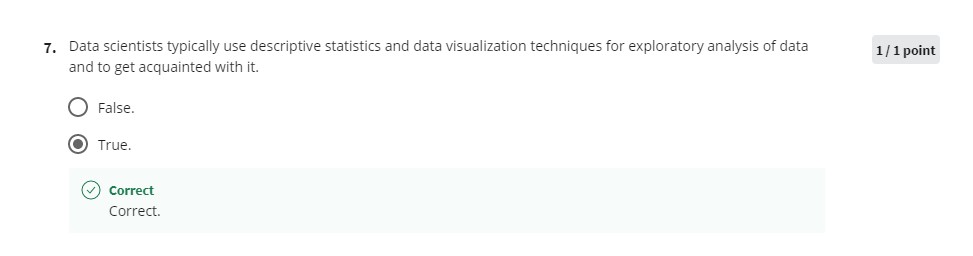 7. Data scientists typically use descriptive statistics and data visualization techniques for exploratory analysis of data
1 / 1 point
and to get acquainted with it.
False.
True.
Correct
Correct.